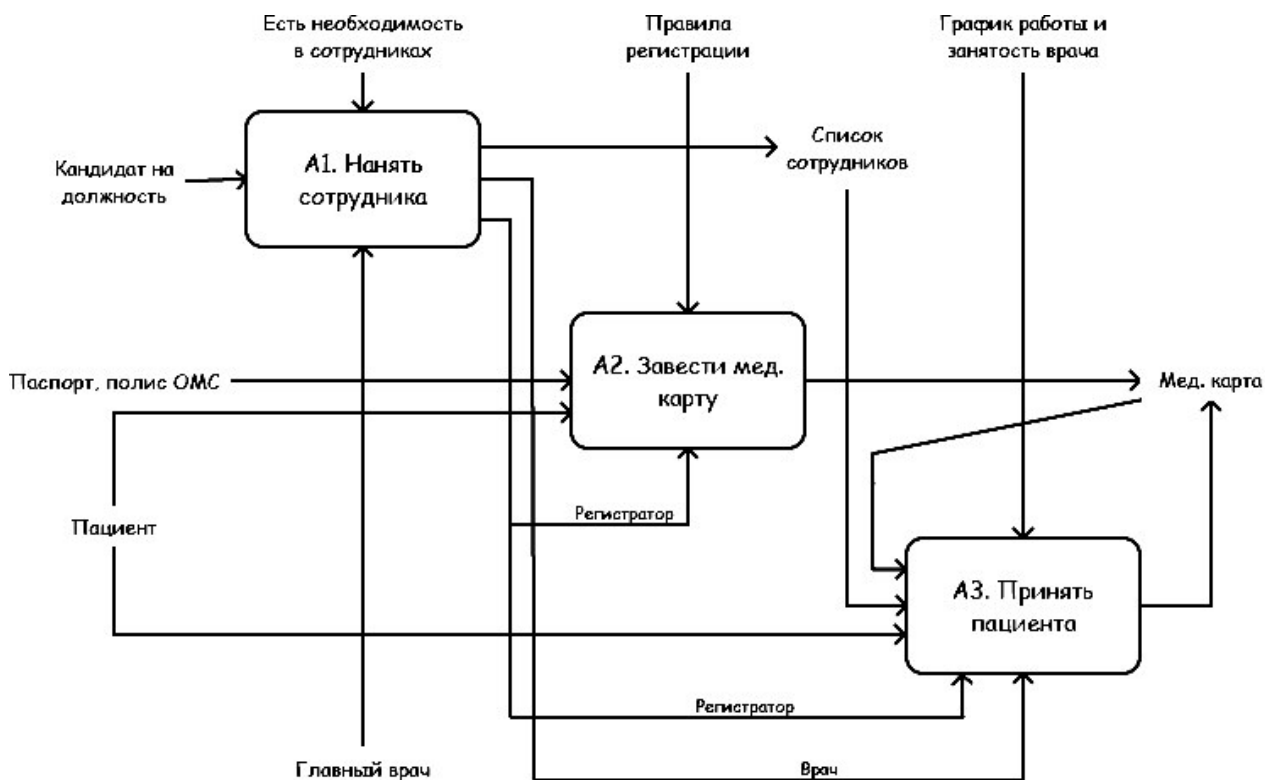 Есть необходимость
в сотрудниках
Правила
регистрации
График работы и
занятость врача
А1. Нанять
сотрудника
Список
сотрудников
Кандидат на
должность
А2. Завести мед.
карту
Паспорт, полис ОМС
Мед. карта
Регистратор
Пациент
А3. Принять
пациента
Регистратор
Главный врач
Врач